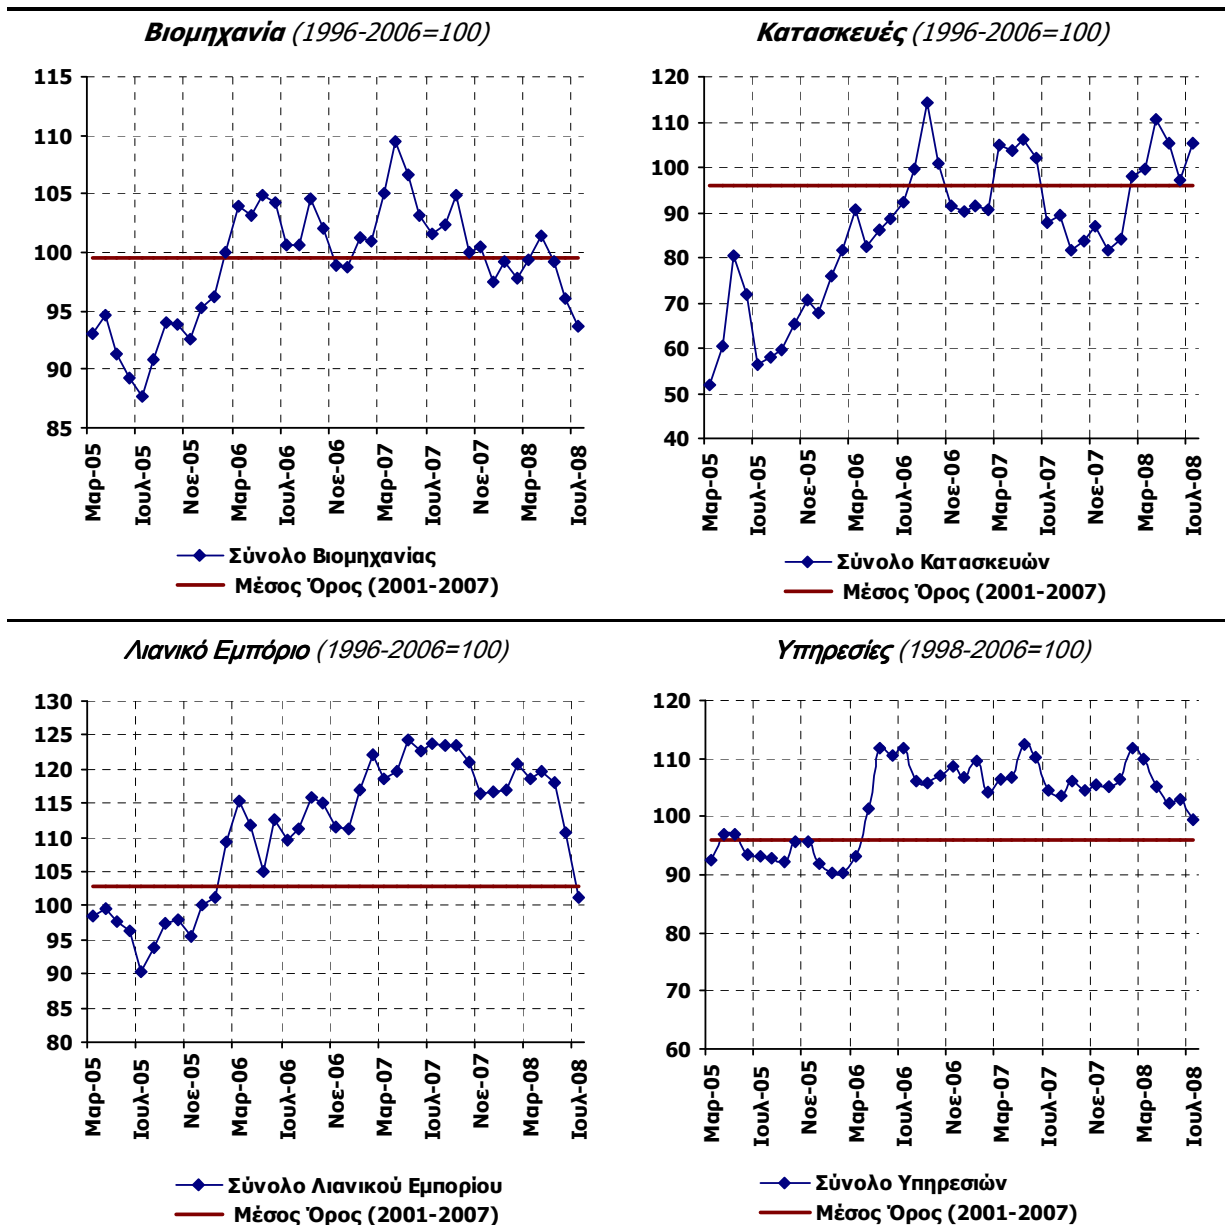 Βιομηχανία (1996-2006=100)
115
110
105
100
95
90
85
Μαρ-05
Ιουλ-05
Νοε-05
Μαρ-06
Ιουλ-06
Νοε-06
Μαρ-07
Ιουλ-07
Νοε-07
Μαρ-08
Ιουλ-08
Σύνολο Βιομηχανίας
Μέσος Όρος (2001-2007)
Κατασκευές (1996-2006=100)
120
110
100
90
80
70
60
50
40
Μαρ-05
Ιουλ-05
Νοε-05
Μαρ-06
Ιουλ-06
Νοε-06
Μαρ-07
Ιουλ-07
Νοε-07
Μαρ-08
Ιουλ-08
Σύνολο Κατασκευών
Μέσος Όρος (2001-2007)
Λιανικό Εμπόριο (1996-2006=100)
130
125
120
115
110
105
100
95
90
85
80
Μαρ-05
Ιουλ-05
Νοε-05
Μαρ-06
Ιουλ-06
Νοε-06
Μαρ-07
Ιουλ-07
Νοε-07
Μαρ-08
Ιουλ-08
Σύνολο Λιανικού Εμπορίου
Μέσος Όρος (2001-2007)
Υπηρεσίες (1998-2006=100)
120
110
100
90
80
70
60
Μαρ-05
Ιουλ-05
Νοε-05
Μαρ-06
Ιουλ-06
Νοε-06
Μαρ-07
Ιουλ-07
Νοε-07
Μαρ-08
Ιουλ-08
Σύνολο Υπηρεσιών
Μέσος Όρος (2001-2007)